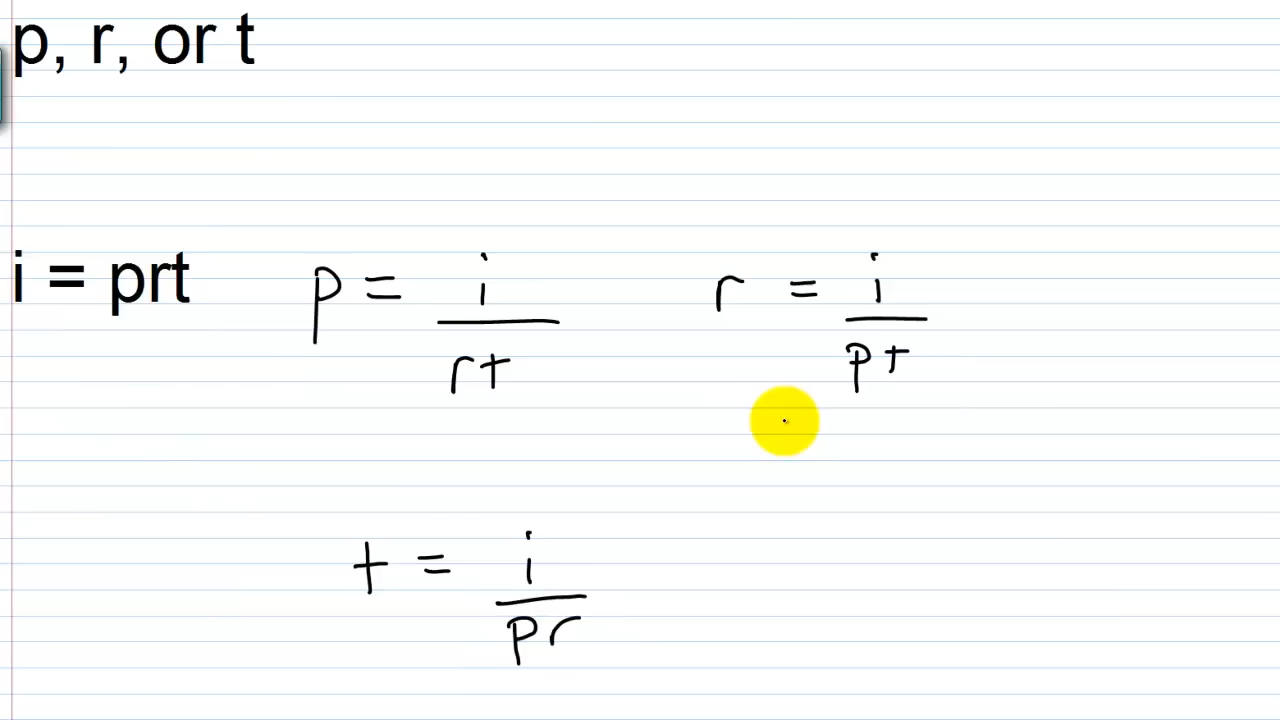 p, r, or t
i = prt p = i/rt r = i/pt
t = i/pr